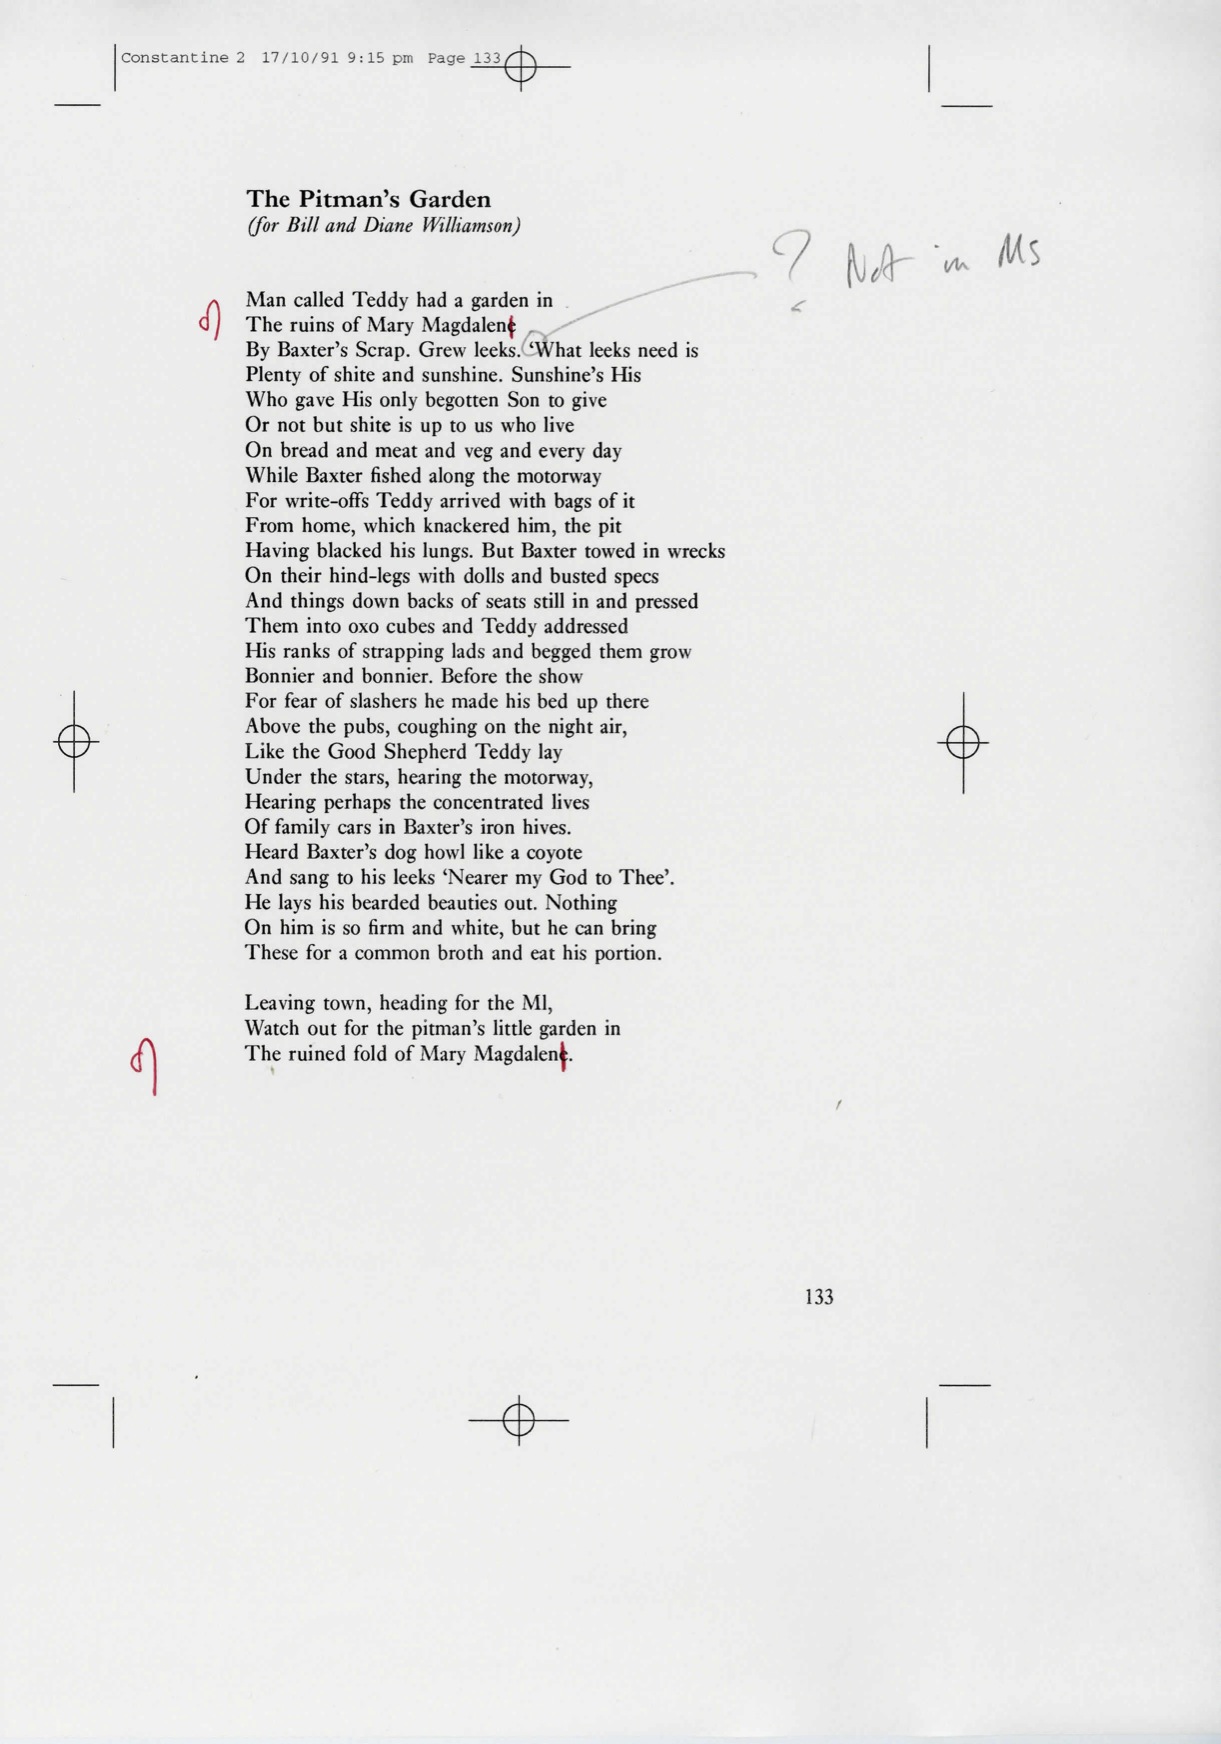 Constantine 2 17/10/91 9:15 pm Page 133
The Pitman’s Garden
(for Bill and Diane Williamson)
? Not in MS
Man called Teddy had a garden in
The ruins of Mary Magdalene
By Baxter’s Scrap. Grew leeks. ‘What leeks need is
Plenty of shite and sunshine. Sunshine’s His
Who gave His only begotten Son to give
Or not but shite is up to us who live
On bread and meat and veg and every day
While Baxter fished along the motorway
For write-offs Teddy arrived with bags of it
From home, which knackered him, the pit
Having blacked his lungs. But Baxter towed in wrecks
On their hind-legs with dolls and busted specs
And things down backs of seats still in and pressed
Them into oxo cubes and Teddy addressed
His ranks of strapping lads and begged them grow
Bonnier and bonnier. Before the show
For fear of slashers he made his bed up there
Above the pubs, coughing on the night air,
Like the Good Shepherd Teddy lay
Under the stars, hearing the motorway,
Hearing perhaps the concentrated lives
Of family cars in Baxter’s iron hives.
Heard Baxter’s dog howl like a coyote
And sang to his leeks ‘Nearer my God to Thee’.
He lays his bearded beauties out. Nothing
On him is so firm and white, but he can bring
These for a common broth and eat his portion.
Leaving town, heading for the M1,
Watch out for the pitman’s little garden in
The ruined fold of Mary Magdalene.
133